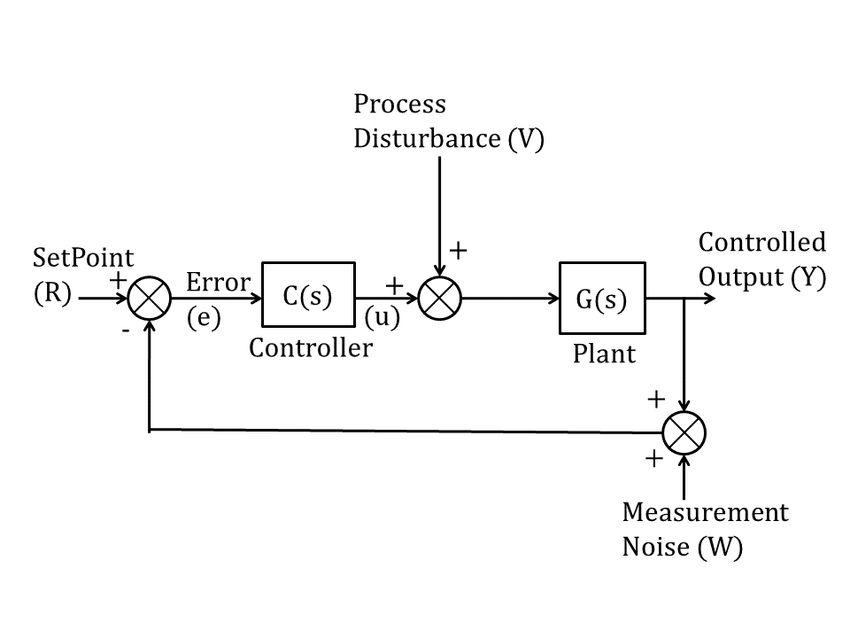 Process
Disturbance (V)
+
SetPoint
(R)
+
-
Error
(e)
C(s)
Controller
+
(u)
G(s)
Plant
Controlled
Output (Y)
+
+
Measurement
Noise (W)